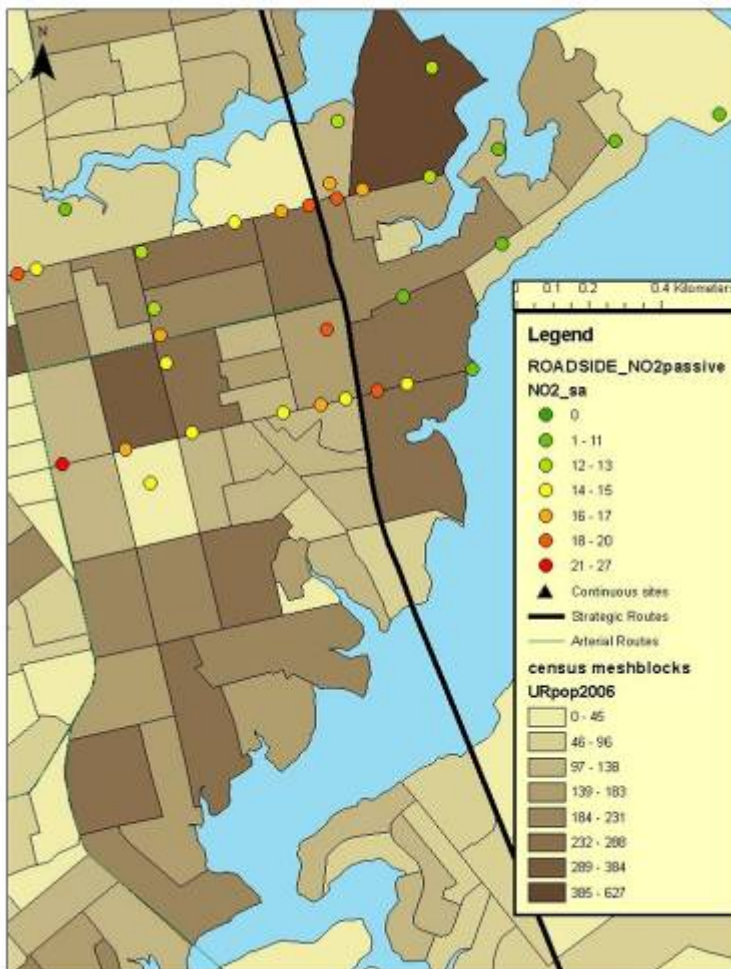 N
0 0.1 0.2 0.4 Kilometers
Legend
ROADSIDE_NO2passive
NO2_sa
0
1 - 11
12 - 13
14 - 15
16 - 17
18 - 20
21 - 27
Continuous sites
Strategic Routes
Arterial Routes
census meshblocks
URpop2006
0 - 45
46 - 96
97 - 138
139 - 183
184 - 231
232 - 288
289 - 384
385 - 627